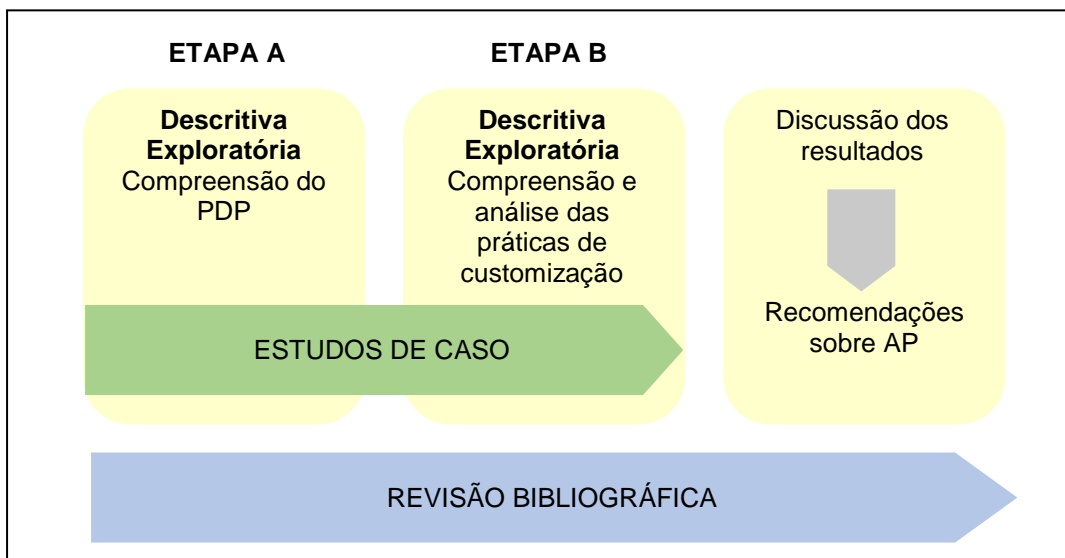 ETAPA A
Descritiva
Exploratória
Compreensão do
PDP
ETAPA B
Descritiva
Exploratória
Compreensão e
análise das
práticas de
customização
Discussão dos
resultados
Recomendações
sobre AP
ESTUDOS DE CASO
REVISÃO BIBLIOGRÁFICA